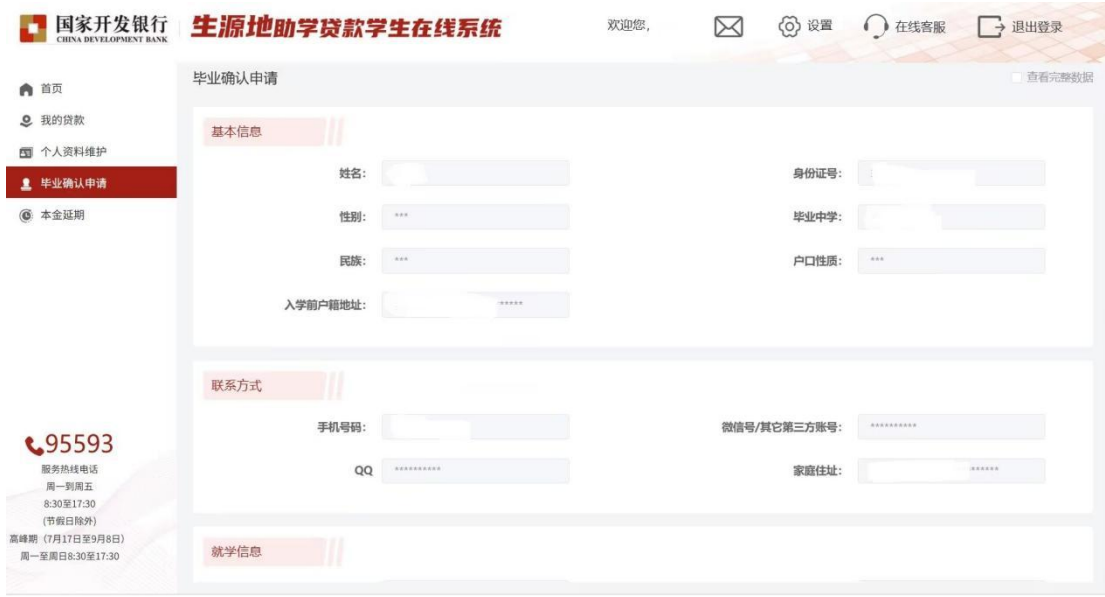 国家开发银行
CHINA DEVELOPMENT BANK
生源地助学贷款学生在线系统
欢迎您,
设置
在线客服
退出登录
首页
我的贷款
个人资料维护
毕业确认申请
本金延期
95593
服务热线电话
周一到周五
8:30至17:30
(节假日除外)
高峰期（7月17日至9月8日）
周一至周日8:30至17:30
毕业确认申请
查看完整数据
基本信息
姓名:
身份证号:
性别: ***
毕业中学:
民族: ***
户口性质: ***
入学前户籍地址: *****
联系方式
手机号码:
微信号/其它第三方账号: **********
QQ **********
家庭住址: ******
就学信息